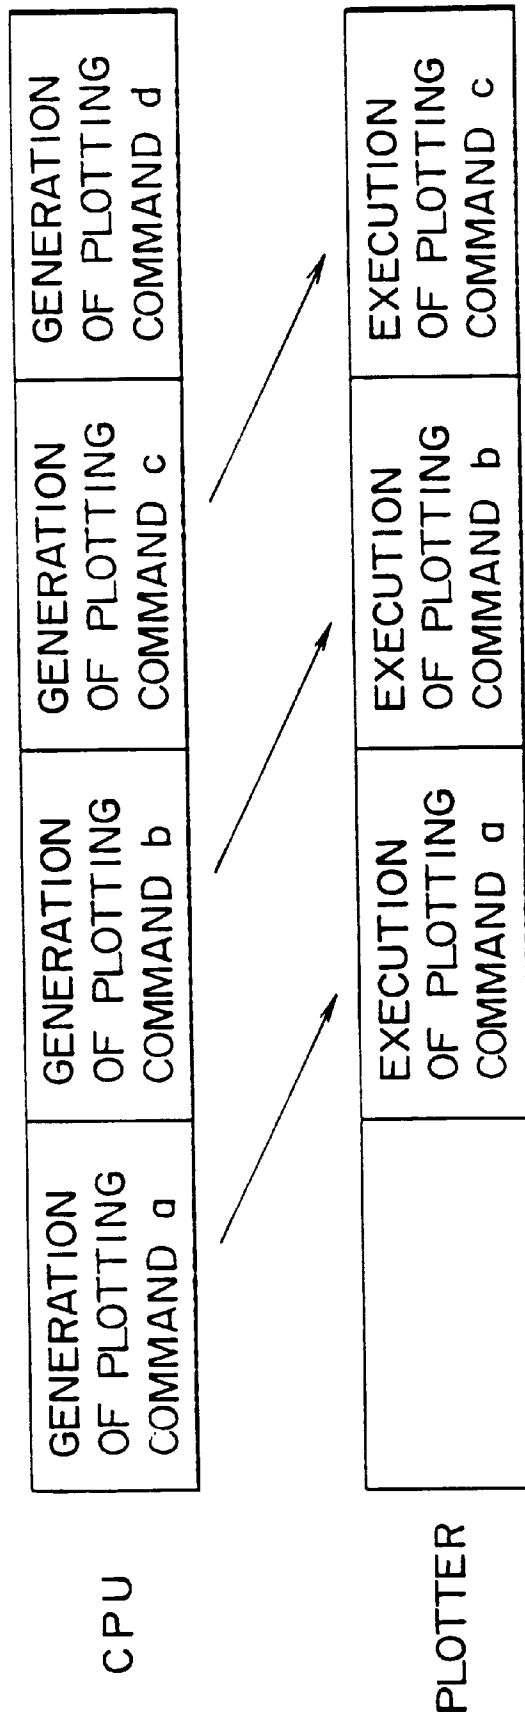 CPU
GENERATION
OF PLOTTING
COMMAND a
GENERATION
OF PLOTTING
COMMAND b
GENERATION
OF PLOTTING
COMMAND c
GENERATION
OF PLOTTING
COMMAND d
PLOTTER
EXECUTION
OF PLOTTING
COMMAND a
EXECUTION
OF PLOTTING
COMMAND b
EXECUTION
OF PLOTTING
COMMAND c